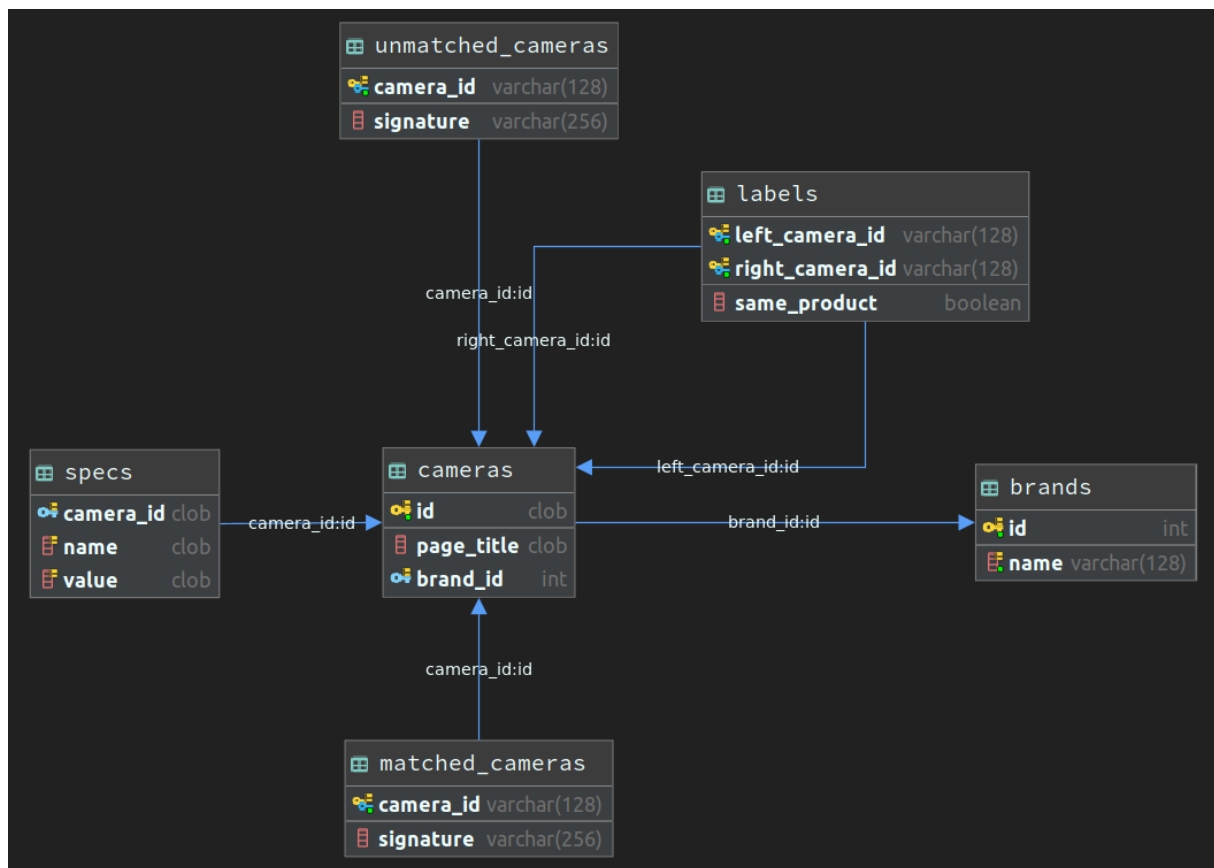 unmatched_cameras
camera_id varchar(128)
signature varchar(256)
labels
left_camera_id varchar(128)
right_camera_id varchar(128)
same_product boolean
camera_id:id
right_camera_id:id
specs
camera_id clob
name clob
value clob
camera_id:id
cameras
id clob
page_title clob
brand_id int
left_camera_id:id
brand_id:id
brands
id int
name varchar(128)
camera_id:id
matched_cameras
camera_id varchar(128)
signature varchar(256)